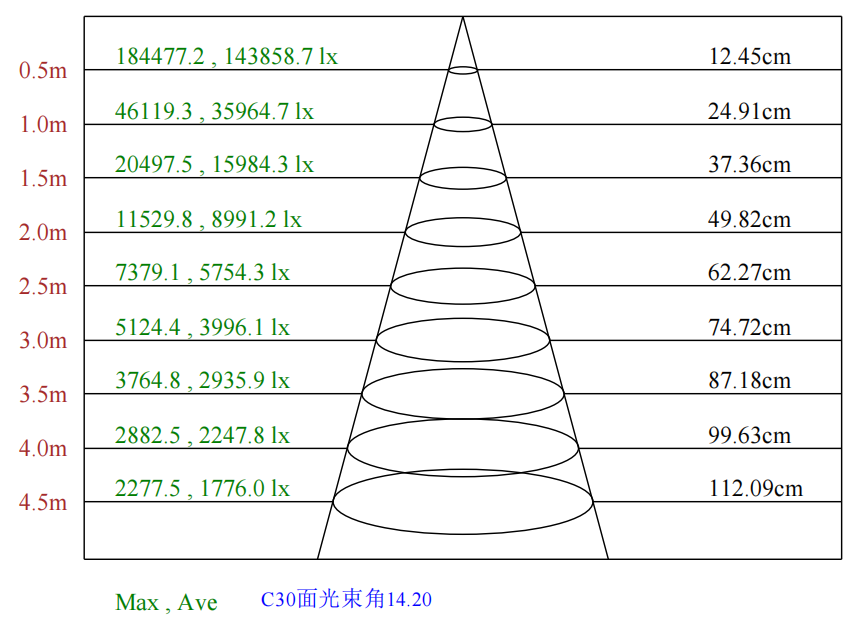 184477.2 , 143858.7 lx 12.45cm
0.5m
46119.3 , 35964.7 lx 24.91cm
1.0m
20497.5 , 15984.3 lx 37.36cm
1.5m
11529.8 , 8991.2 lx 49.82cm
2.0m
7379.1 , 5754.3 lx 62.27cm
2.5m
5124.4 , 3996.1 lx 74.72cm
3.0m
3764.8 , 2935.9 lx 87.18cm
3.5m
2882.5 , 2247.8 lx 99.63cm
4.0m
2277.5 , 1776.0 lx 112.09cm
4.5m
Max , Ave C30面光束角14.20